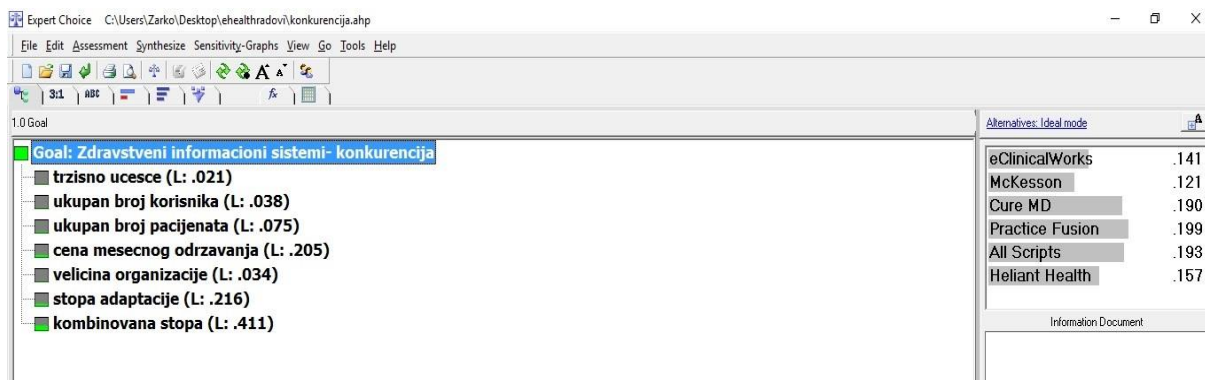 Expert Choice C:\Users\Zarko\Desktop\ehealthradovi\konkurencija.ahp
File Edit Assessment Synthesize Sensitivity-Graphs View Go Tools Help
3:1 ABC
1.0 Goal
Goal: Zdravstveni informacioni sistemi- konkurencija
trzisno ucesce (L: .021)
ukupan broj korisnika (L: .038)
ukupan broj pacijenata (L: .075)
cena mesecnog odrzavanja (L: .205)
velicina organizacije (L: .034)
stopa adaptacije (L: .216)
kombinovana stopa (L: .411)
Alternatives: Ideal mode
eClinicalWorks .141
McKesson .121
Cure MD .190
Practice Fusion .199
All Scripts .193
Heliant Health .157
Information Document